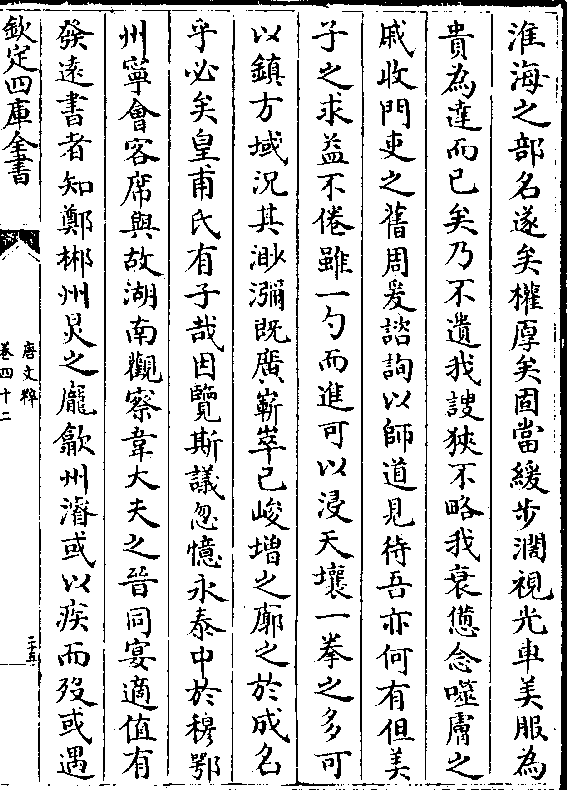 淮海之部名遂矣權厚矣固當緩步濶視光車美服為
貴為達而已矣乃不遺我謏狹不略我衰憊念噬膚之
戚收門吏之舊周爰諮詢以師道見待吾亦何有但美
子之求益不倦雖一勺而進可以浸天壤一拳之多可
以鎮方域況其渺瀰既廣嶄崒已峻增之廓之於成名
乎必矣皇甫氏有子哉因覽斯議忽憶永泰中於穆鄂
州寧會客席與故湖南觀察韋大夫之晉同宴適值有
發遠書者知鄭郴州炅之龐歙州濬或以疾而歿或遇
欽定四庫全書
唐文粹
卷四十二